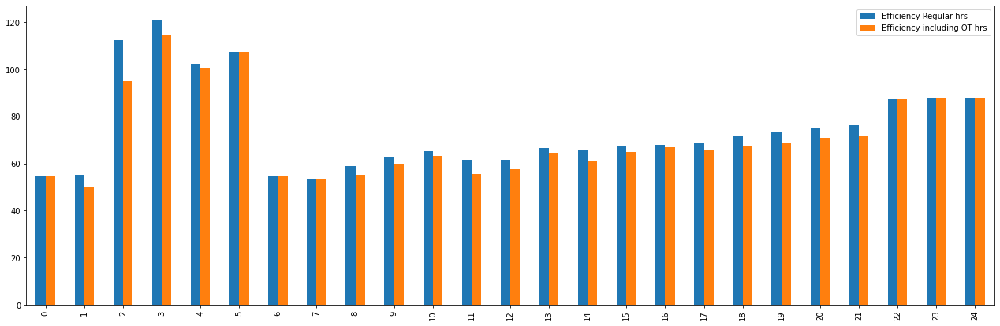 Efficiency Regular hrs
Efficiency including OT hrs
120
100
80
60
40
20
0
0 1 2 3 4 5 6 7 8 9 10 11 12 13 14 15 16 17 18 19 20 21 22 23 24